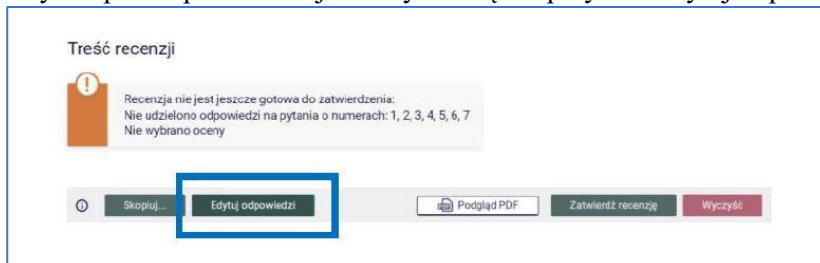 Treść recenzji
Recenzja nie jest jeszcze gotowa do zatwierdzenia:
Nie udzielono odpowiedzi na pytania o numerach: 1, 2, 3, 4, 5, 6, 7
Nie wybrano oceny
Skopiuj... Edytuj odpowiedzi Podgląd PDF Zatwierdź recenzję Wyczyść